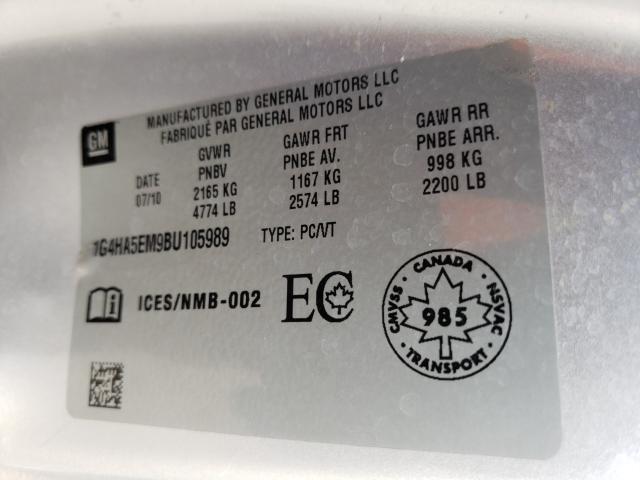 MANUFACTURED BY GENERAL MOTORS LLC
FABRIQUÉ PAR GENERAL MOTORS LLC
GM
DATE
07/10
GVWR
PNBV
2165 KG
4774 LB
GAWR FRT
PNBE AV.
1167 KG
2574 LB
GAWR RR
PNBE ARR.
998 KG
2200 LB
1G4HA5EM9BU105989 TYPE: PC/VT
i ICES/NMB-002 EC
CANADA
CMVSS 985 NSVAC
TRANSPORT